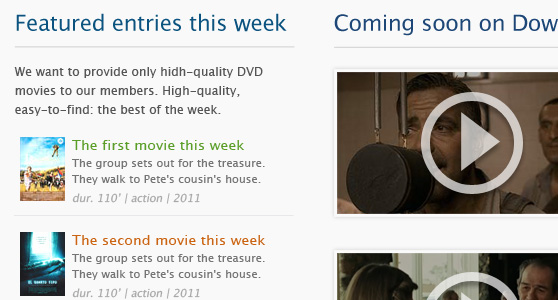 Featured entries this week
We want to provide only hidh-quality DVD
movies to our members. High-quality,
easy-to-find: the best of the week.
The first movie this week
The group sets out for the treasure.
They walk to Pete's cousin's house.
dur. 110' | action | 2011
The second movie this week
The group sets out for the treasure.
They walk to Pete's cousin's house.
dur. 110' | action | 2011
Coming soon on Dow